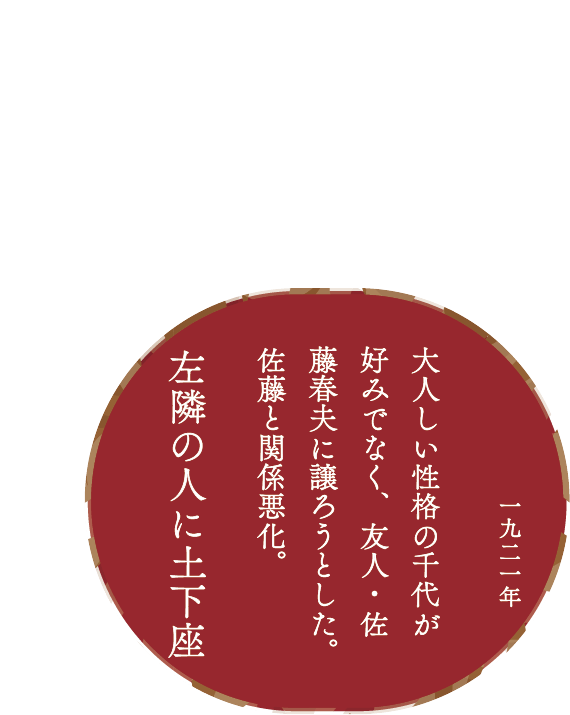 一九二一年
大人しい性格の千代が
好みでなく、友人・佐
藤春夫に譲ろうとした。
佐藤と関係悪化。
左隣の人に土下座